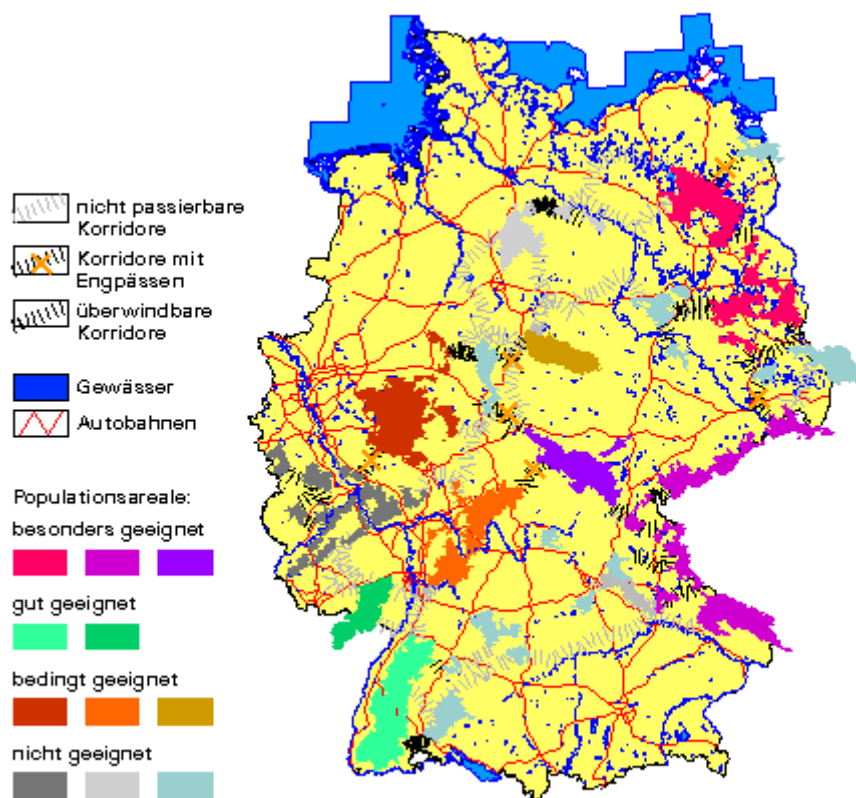 nicht passierbare
Korridore
Korridore mit
Engpässen
überwindbare
Korridore
Gewässer
Autobahnen
Populationsareale:
besonders geeignet
gut geeignet
bedingt geeignet
nicht geeignet